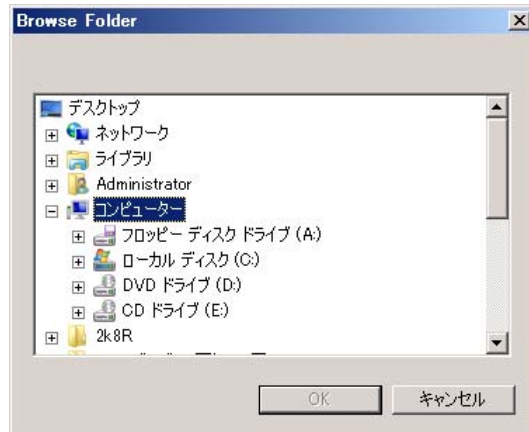 Browse Folder
デスクトップ
ネットワーク
ライブラリ
Administrator
コンピューター
フロッピー ディスク ドライブ (A:)
ローカル ディスク (C:)
DVD ドライブ (D:)
CD ドライブ (E:)
2k8R
OK
キャンセル